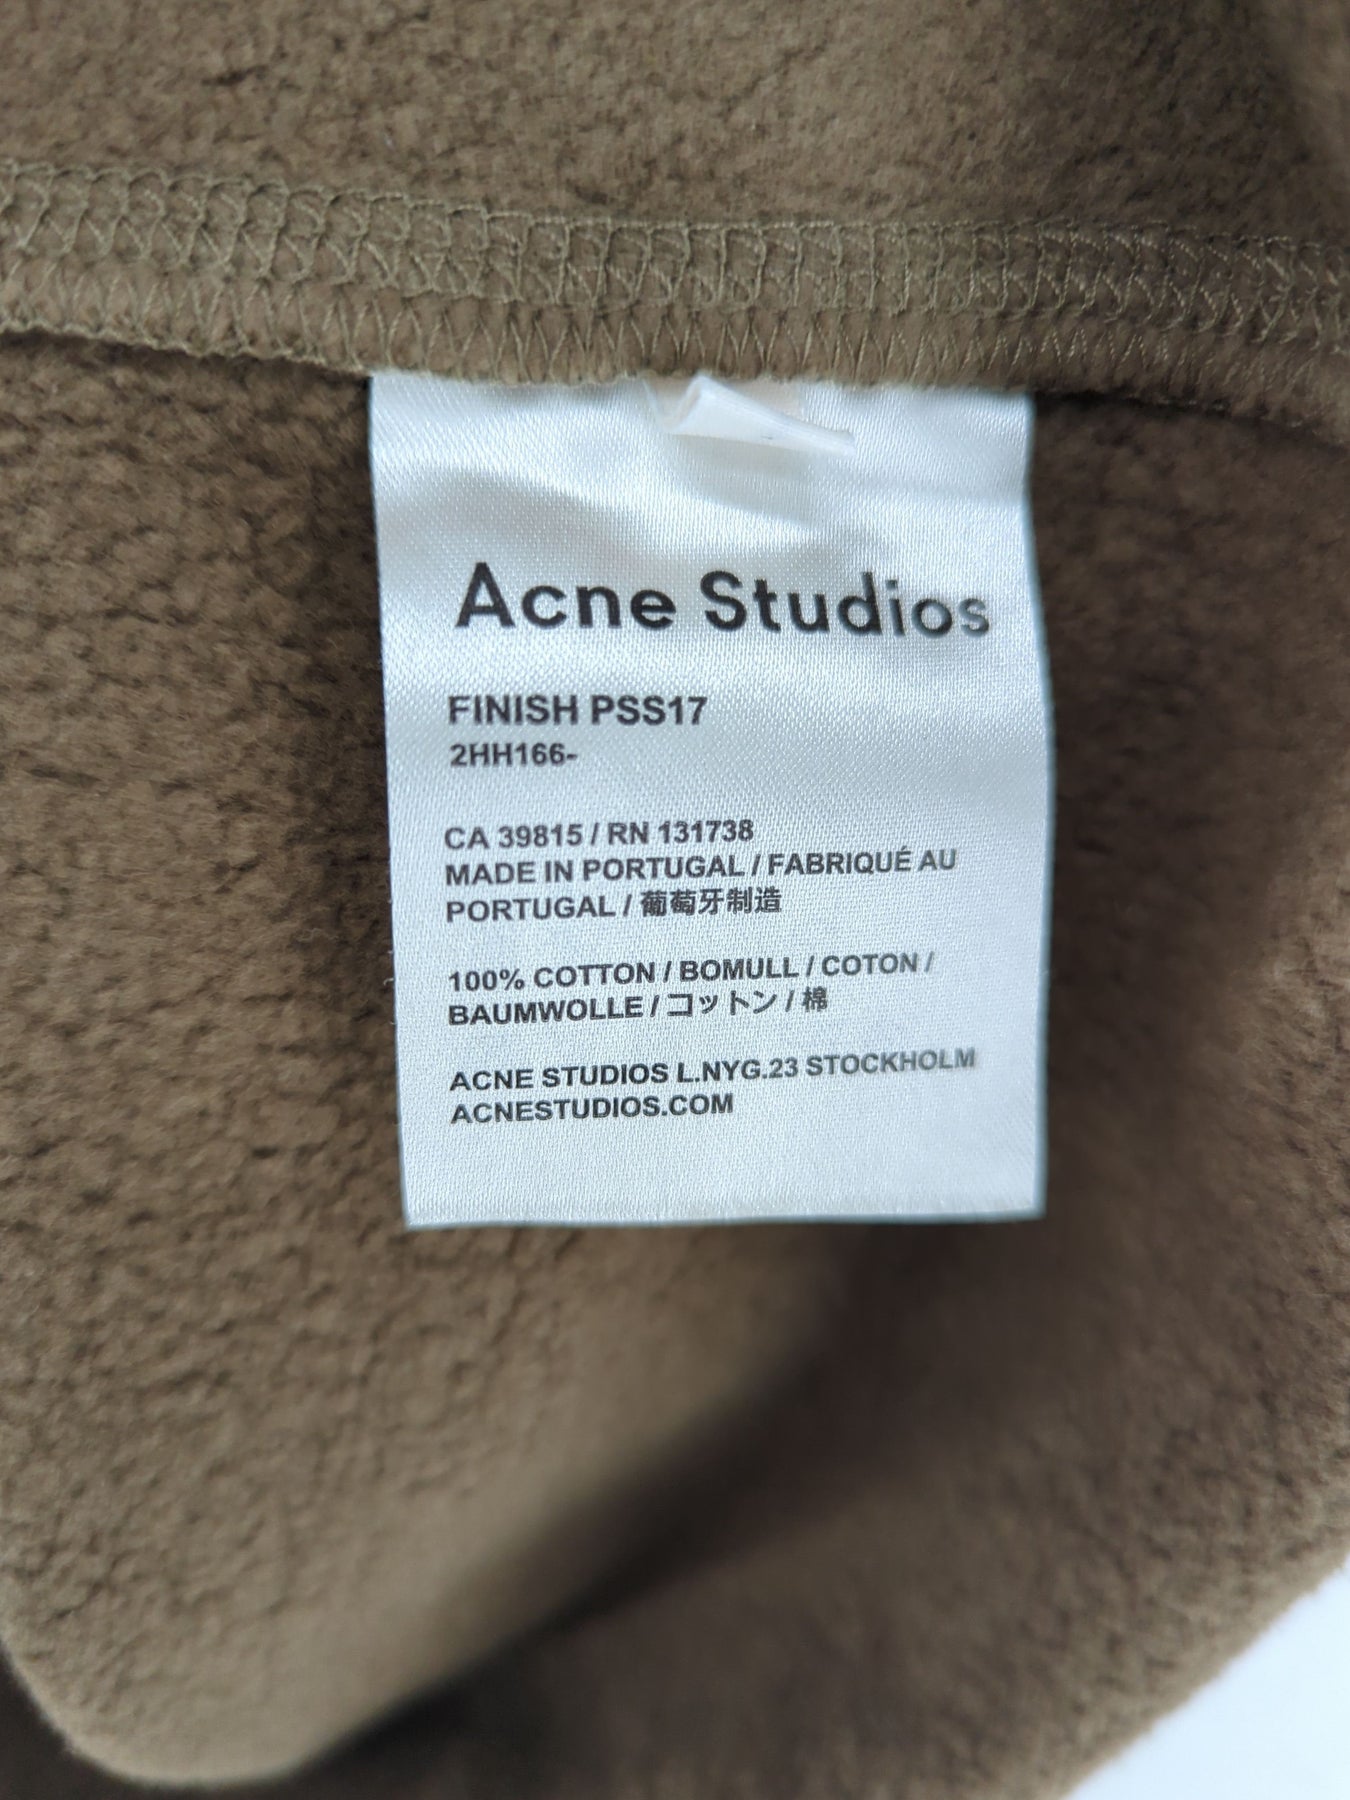 Acne Studios
FINISH PSS17
2HH166-
CA 39815 / RN 131738
MADE IN PORTUGAL / FABRIQUÉ AU
PORTUGAL / 葡萄牙制造
100% COTTON / BOMULL / COTON /
BAUMWOLLE / コットン / 棉
ACNE STUDIOS L.NYG.23 STOCKHOLM
ACNESTUDIOS.COM